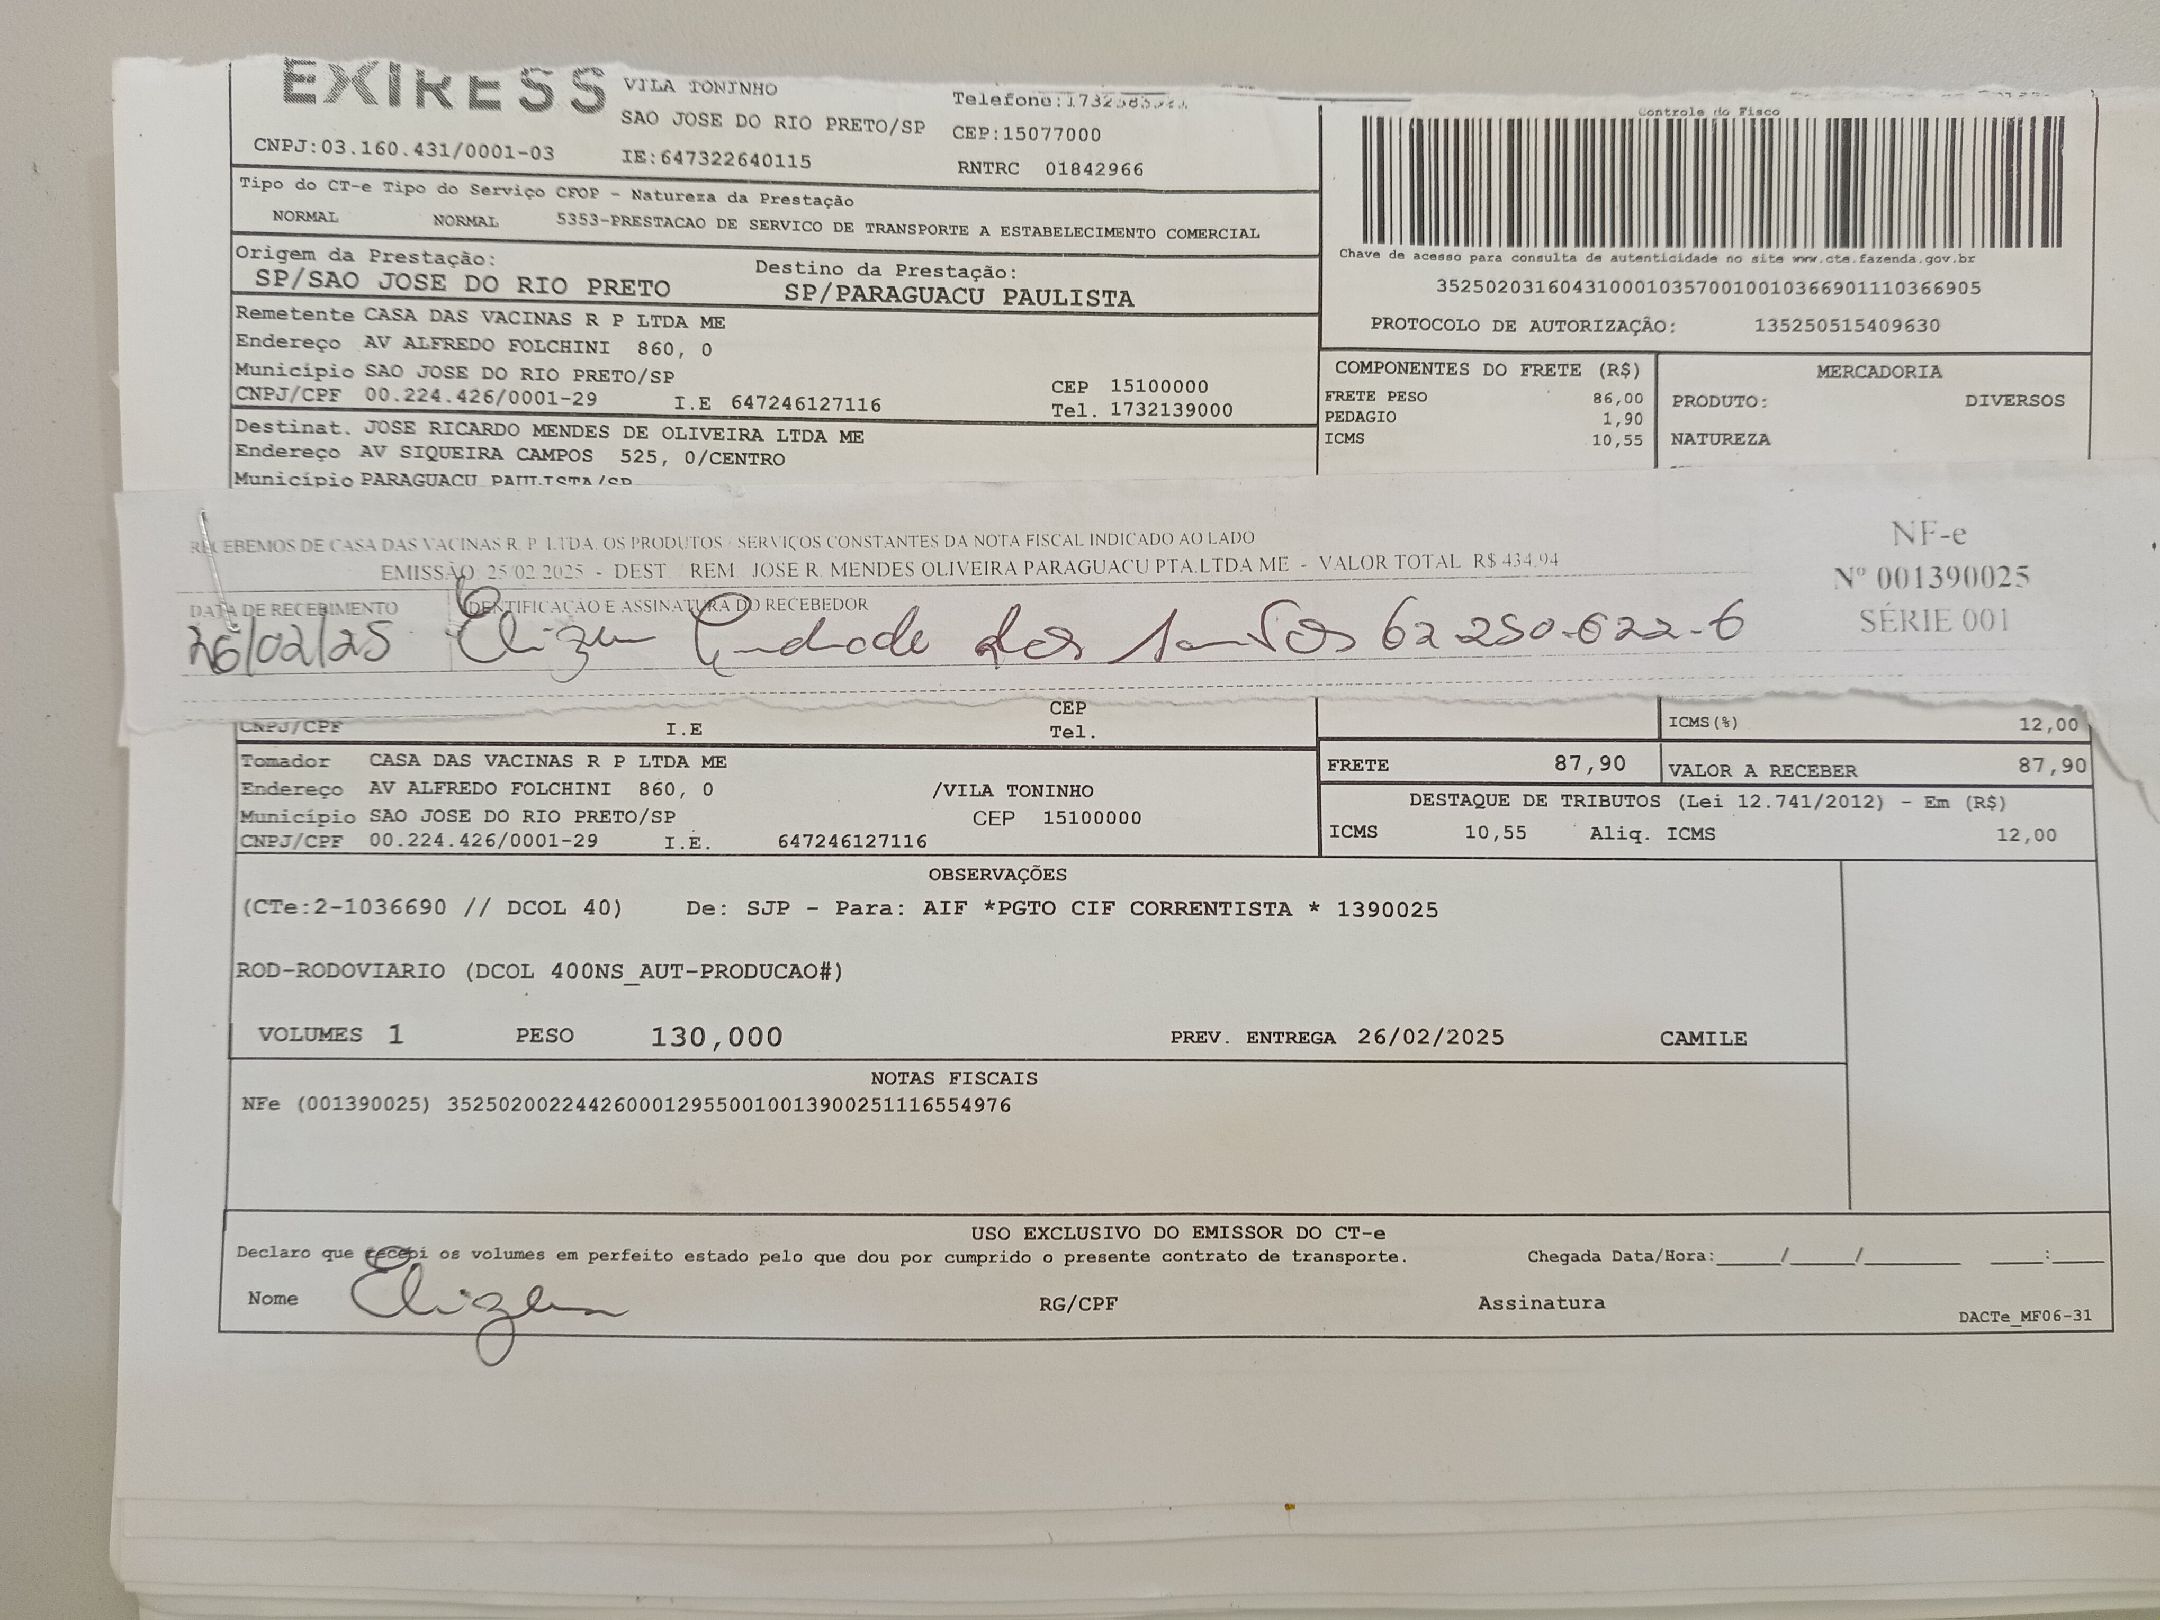 EXPRESS
VILA TONINHO
SAO JOSE DO RIO PRETO/SP CEP:15077000
CNPJ:03.160.431/0001-03 IE:647322640115 RNTRC 01842966
Controle do Fisco
Tipo do CT-e Tipo do Serviço CFOP - Natureza da Prestação
NORMAL NORMAL 5353-PRESTACAO DE SERVICO DE TRANSPORTE A ESTABELECIMENTO COMERCIAL
Origem da Prestação: Destino da Prestação:
SP/SAO JOSE DO RIO PRETO SP/PARAGUACU PAULISTA
Chave de acesso para consulta de autenticidade no site www.cte.fazenda.gov.br
35250203160431000103570010010366901110366905
PROTOCOLO DE AUTORIZAÇÃO: 135250515409630
Remetente CASA DAS VACINAS R P LTDA ME
Endereço AV ALFREDO FOLCHINI 860, 0
Município SAO JOSE DO RIO PRETO/SP CEP 15100000
CNPJ/CPF 00.224.426/0001-29 I.E 647246127116 Tel. 1732139000
COMPONENTES DO FRETE (R$) MERCADORIA
FRETE PESO 86,00 PRODUTO: DIVERSOS
PEDAGIO 1,90
ICMS 10,55 NATUREZA
Destinat. JOSE RICARDO MENDES DE OLIVEIRA LTDA ME
Endereço AV SIQUEIRA CAMPOS 525, 0/CENTRO
Município PARAGUACU PAULISTA/SP
RECEBEMOS DE CASA DAS VACINAS R. P. LTDA. OS PRODUTOS / SERVIÇOS CONSTANTES DA NOTA FISCAL INDICADO AO LADO
EMISSÃO 25/02/2025 - DEST. / REM. JOSE R. MENDES OLIVEIRA PARAGUACU PTA.LTDA ME - VALOR TOTAL R$ 434,94
NF-e
Nº 001390025
SÉRIE 001
DATA DE RECEBIMENTO IDENTIFICAÇÃO E ASSINATURA DO RECEBEDOR
26/02/25 dos Santos 62 250.622-6
CEP
CNPJ/CPF I.E Tel.
ICMS(%) 12,00
Tomador CASA DAS VACINAS R P LTDA ME
Endereço AV ALFREDO FOLCHINI 860, 0 /VILA TONINHO
Município SAO JOSE DO RIO PRETO/SP CEP 15100000
CNPJ/CPF 00.224.426/0001-29 I.E. 647246127116
FRETE 87,90 VALOR A RECEBER 87,90
DESTAQUE DE TRIBUTOS (Lei 12.741/2012) - Em (R$)
ICMS 10,55 Aliq. ICMS 12,00
OBSERVAÇÕES
(CTe:2-1036690 // DCOL 40) De: SJP - Para: AIF *PGTO CIF CORRENTISTA * 1390025
ROD-RODOVIARIO (DCOL 400NS_AUT-PRODUCAO#)
VOLUMES 1 PESO 130,000 PREV. ENTREGA 26/02/2025 CAMILE
NOTAS FISCAIS
NFe (001390025) 35250200224426000129550010013900251116554976
USO EXCLUSIVO DO EMISSOR DO CT-e
Declaro que recebi os volumes em perfeito estado pelo que dou por cumprido o presente contrato de transporte. Chegada Data/Hora:_____/_____/________ _____:_____
Nome RG/CPF Assinatura
DACTe_MF06-31